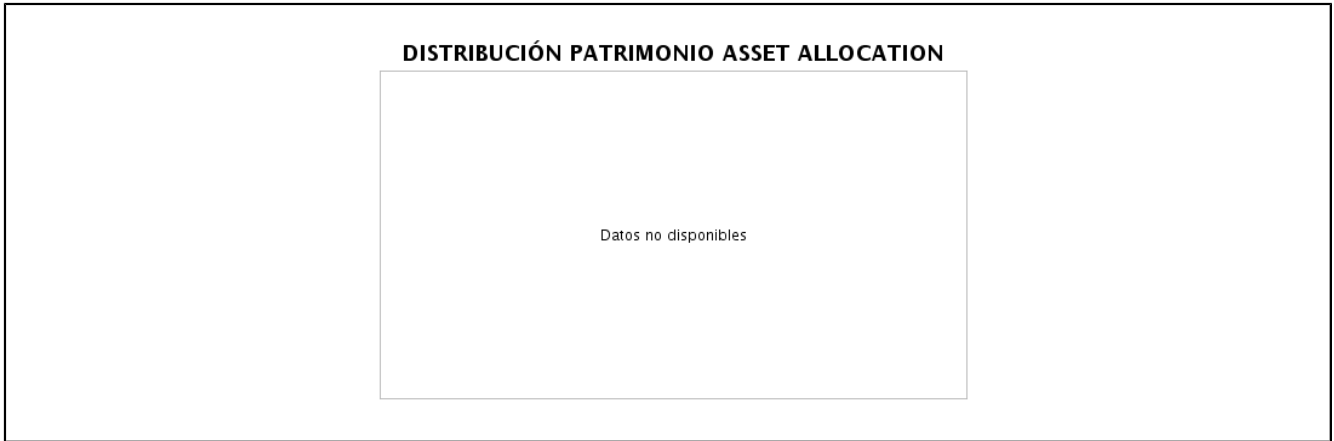 DISTRIBUCIÓN PATRIMONIO ASSET ALLOCATION
Datos no disponibles